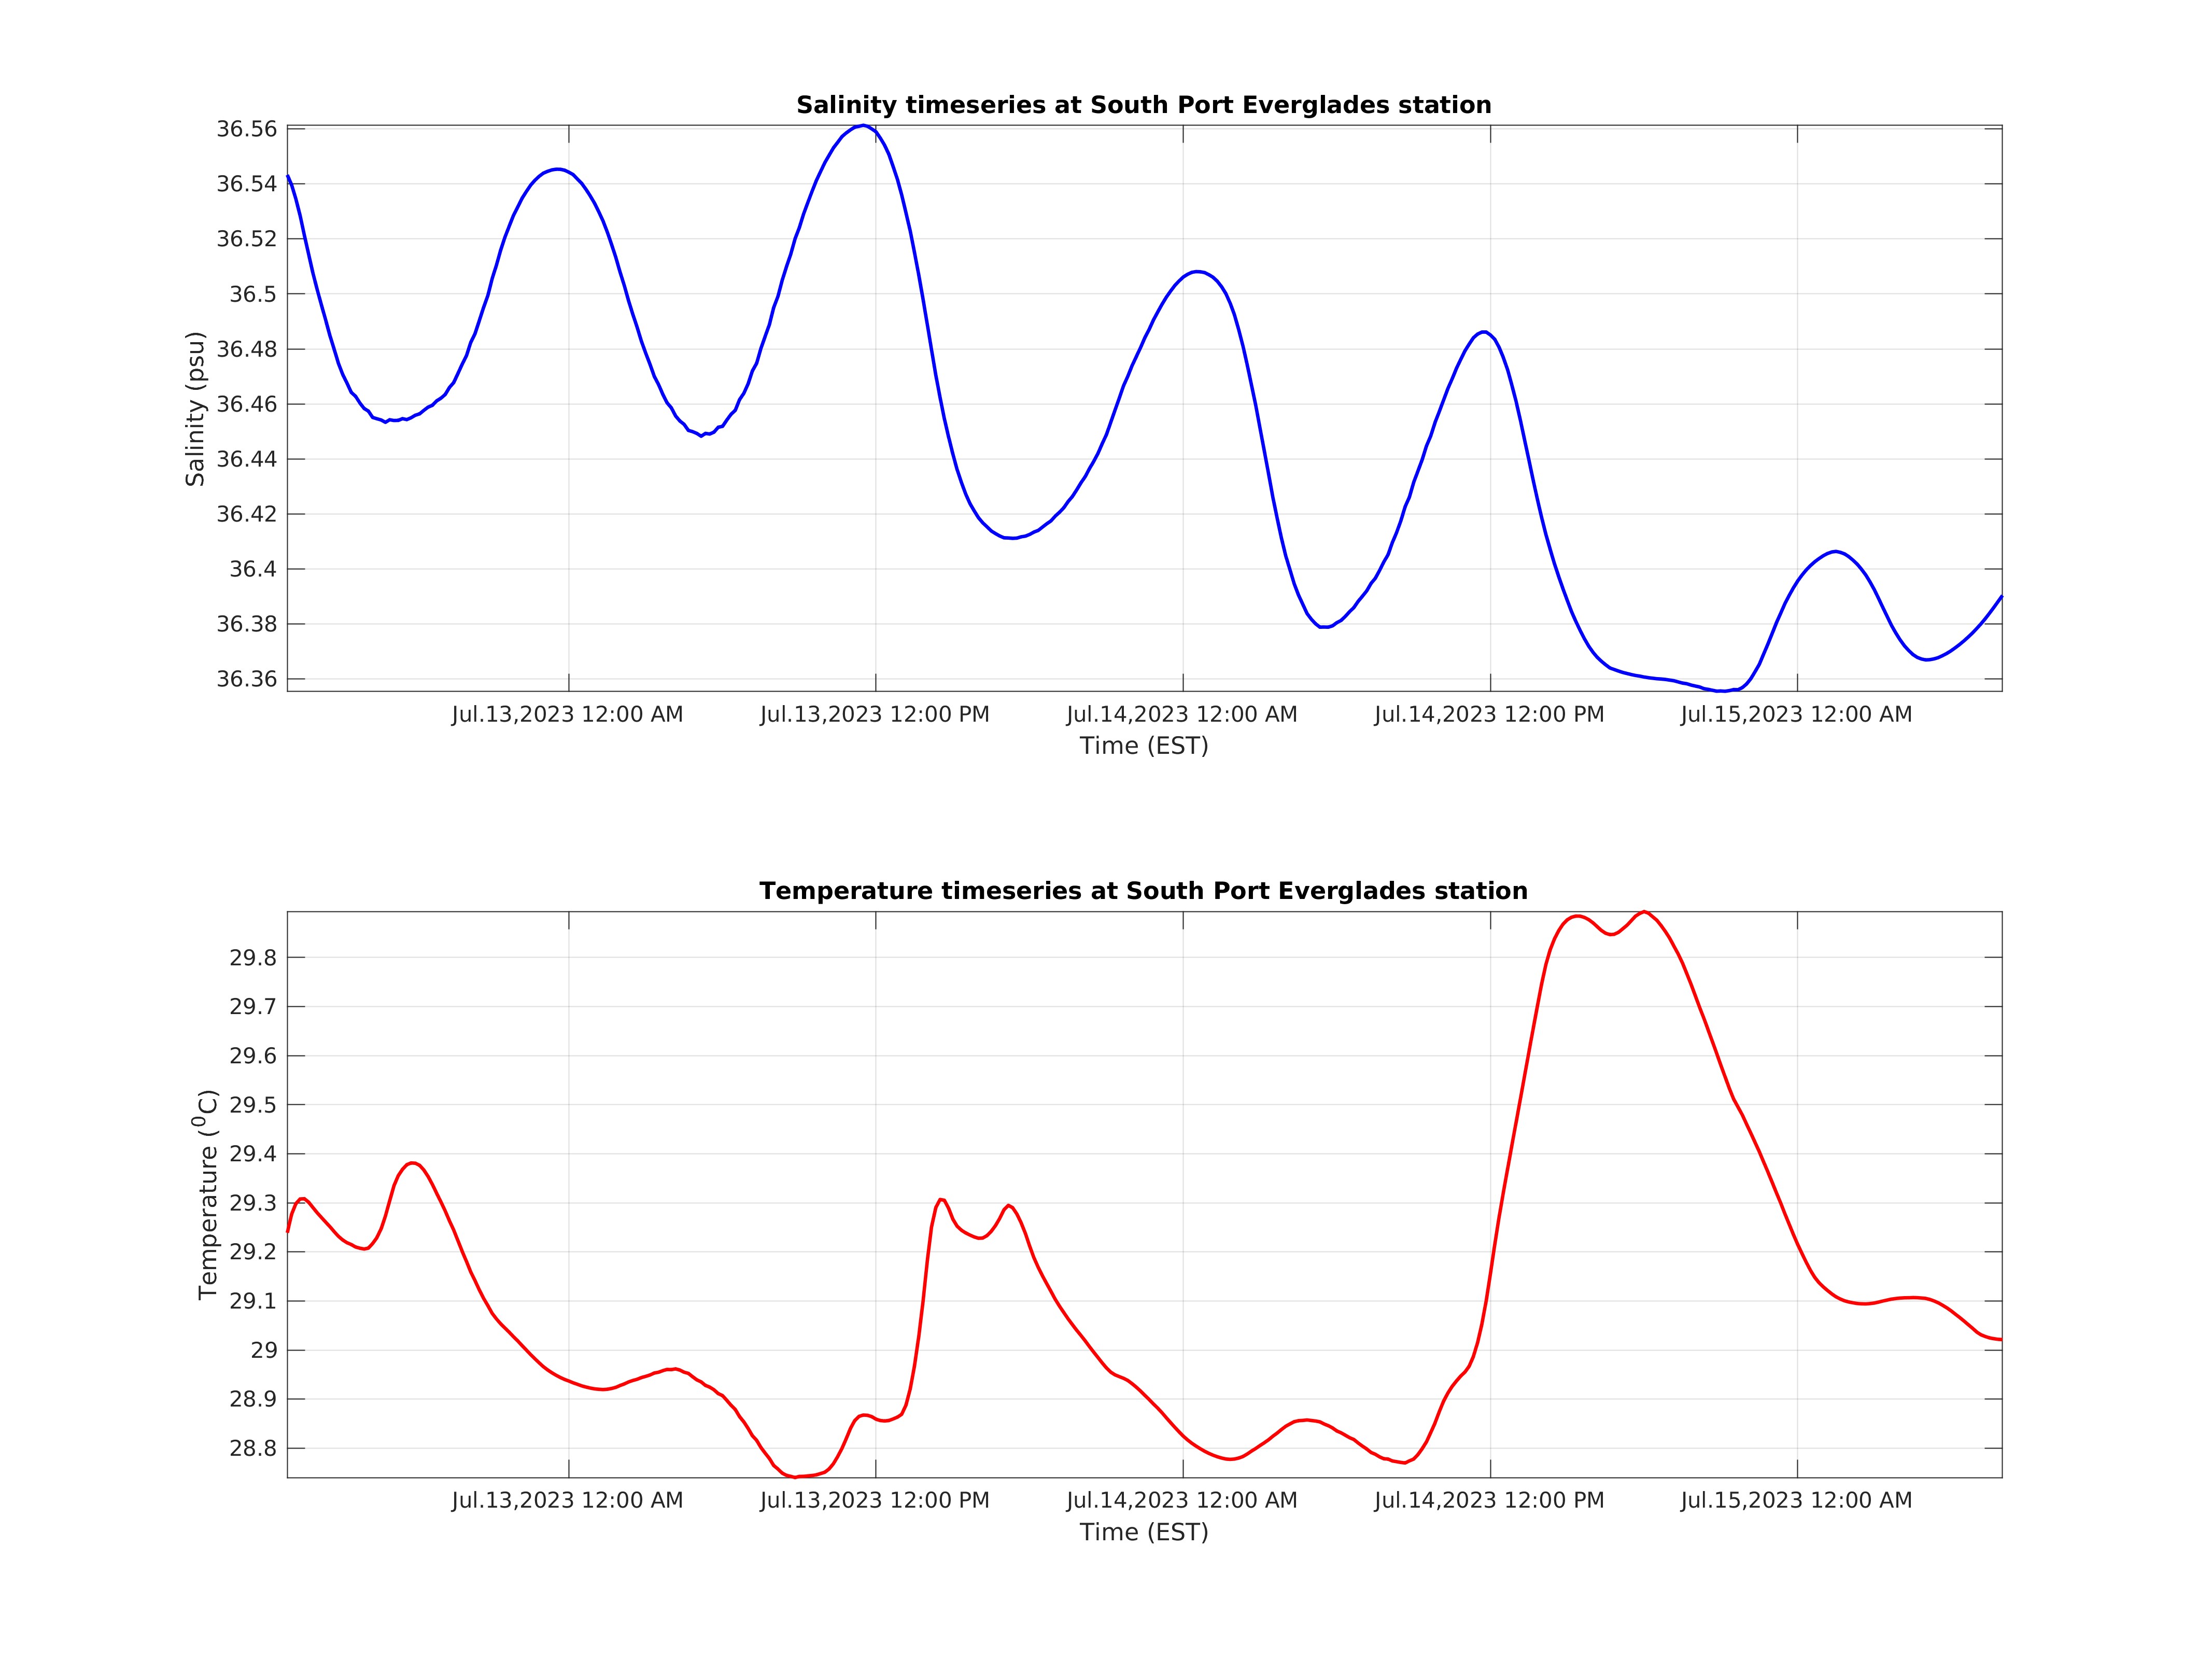 Salinity timeseries at South Port Everglades station
36.56
36.54
36.52
36.5
36.48
36.46
36.44
36.42
36.4
36.38
36.36
Salinity (psu)
Jul.13,2023 12:00 AM Jul.13,2023 12:00 PM Jul.14,2023 12:00 AM Jul.14,2023 12:00 PM Jul.15,2023 12:00 AM
Time (EST)
Temperature timeseries at South Port Everglades station
29.8
29.7
29.6
29.5
29.4
29.3
29.2
29.1
29
28.9
28.8
Temperature (⁰C)
Jul.13,2023 12:00 AM Jul.13,2023 12:00 PM Jul.14,2023 12:00 AM Jul.14,2023 12:00 PM Jul.15,2023 12:00 AM
Time (EST)